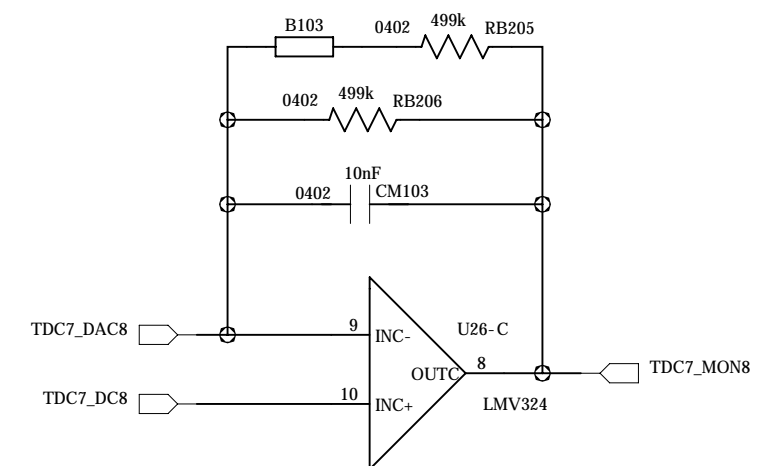 B103
0402
499k
RB205
0402
499k
RB206
10nF
0402
CM103
TDC7_DAC8
9
INC-
U26-C
OUTC
8
TDC7_MON8
TDC7_DC8
10
INC+
LMV324